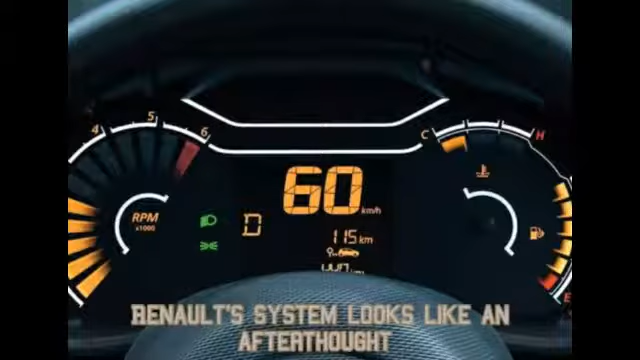 5
4
6
C
H
60
km/h
RPM
x1000
D
115 km
E
RENAULT'S SYSTEM LOOKS LIKE AN
AFTERTHOUGHT